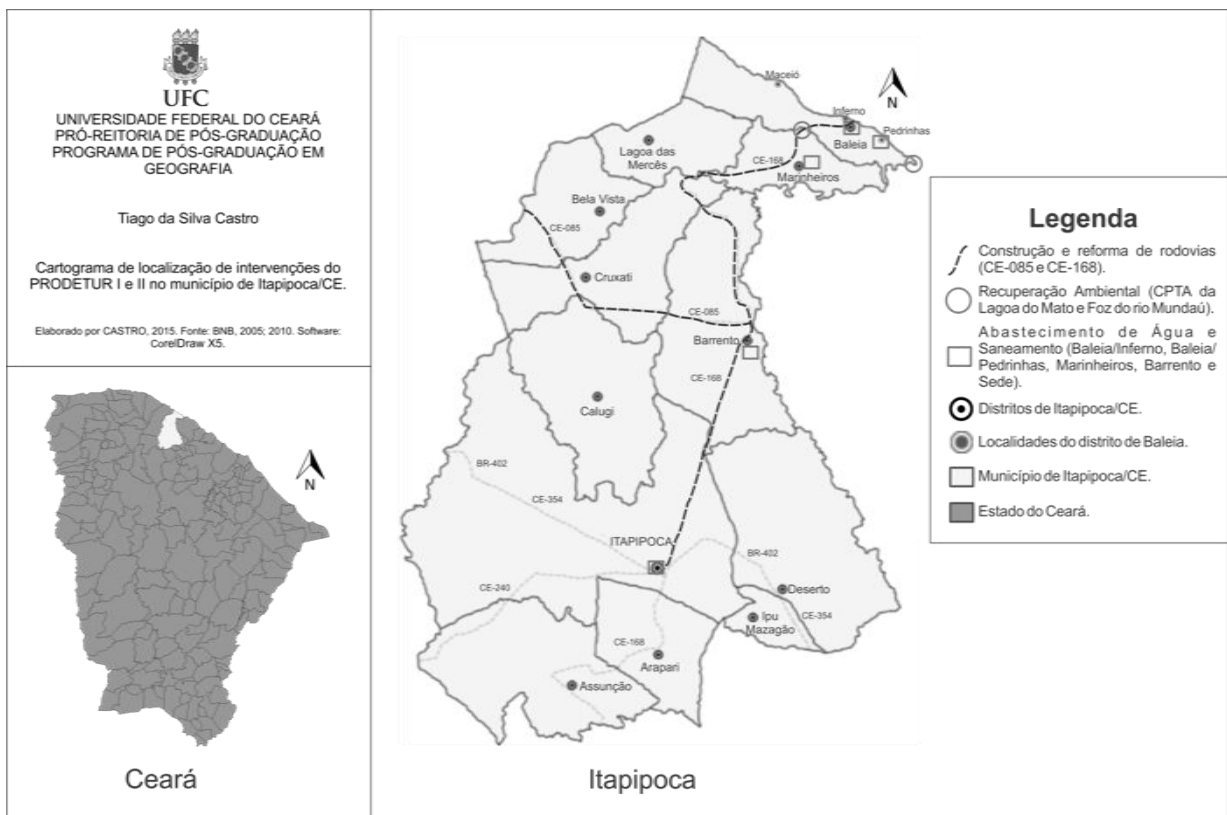 UFC
UNIVERSIDADE FEDERAL DO CEARÁ
PRÓ-REITORIA DE PÓS-GRADUAÇÃO
PROGRAMA DE PÓS-GRADUAÇÃO EM
GEOGRAFIA
Tiago da Silva Castro
Cartograma de localização de intervenções do
PRODETUR I e II no município de Itapipoca/CE.
Elaborado por CASTRO, 2015. Fonte: BNB, 2005; 2010. Software:
CorelDraw X5.
N
Ceará
Maceió
N
Inferno
Pedrinhas
Baleia
Lagoa das
Mercês
CE-168
Marinheiros
Bela Vista
CE-085
Cruxati
CE-085
Barrento
CE-168
Calugi
BR-402
CE-354
ITAPIPOCA
BR-402
CE-240
Deserto
Ipu
Mazagão
CE-354
CE-168
Arapari
Assunção
Itapipoca
Legenda
Construção e reforma de rodovias
(CE-085 e CE-168).
Recuperação Ambiental (CPTA da
Lagoa do Mato e Foz do rio Mundaú).
Abastecimento de Água e
Saneamento (Baleia/Inferno, Baleia/
Pedrinhas, Marinheiros, Barrento e
Sede).
Distritos de Itapipoca/CE.
Localidades do distrito de Baleia.
Município de Itapipoca/CE.
Estado do Ceará.